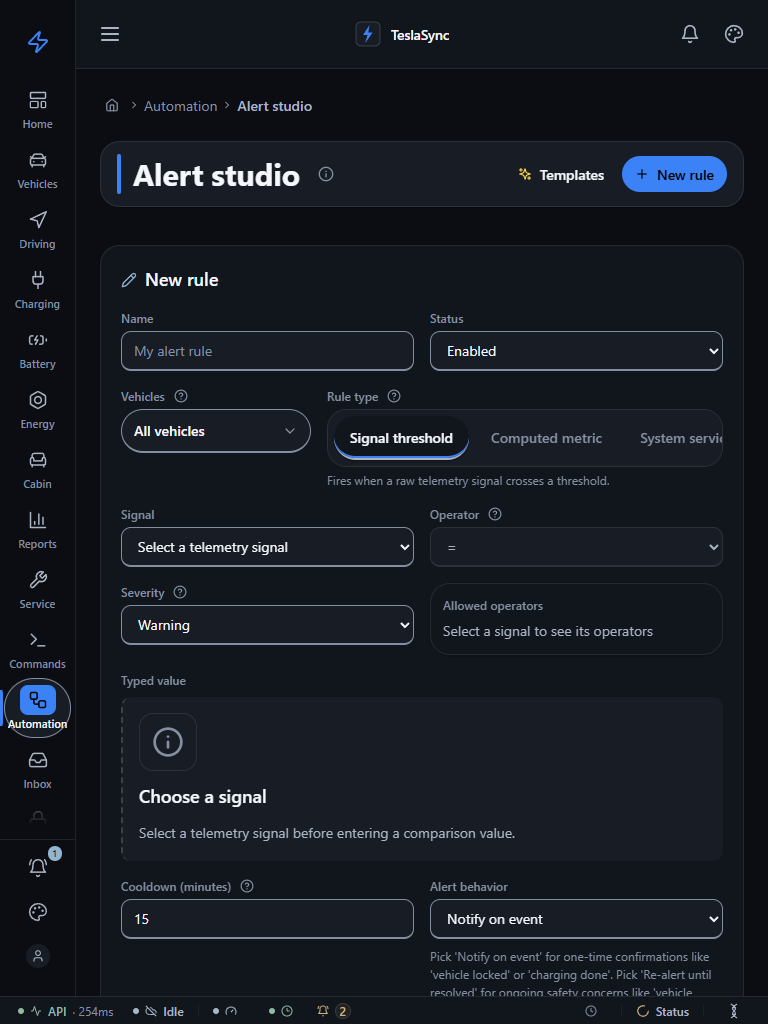 TeslaSync
Home
Vehicles
Driving
Charging
Battery
Energy
Cabin
Reports
Service
Commands
Automation
Inbox
1
Automation
Alert studio
Alert studio
Templates
New rule
New rule
Name
Status
My alert rule
Enabled
Vehicles
Rule type
All vehicles
Signal threshold
Computed metric
System servic
Fires when a raw telemetry signal crosses a threshold.
Signal
Operator
Select a telemetry signal
=
Severity
Warning
Allowed operators
Select a signal to see its operators
Typed value
Choose a signal
Select a telemetry signal before entering a comparison value.
Cooldown (minutes)
Alert behavior
15
Notify on event
Pick 'Notify on event' for one-time confirmations like
'vehicle locked' or 'charging done'. Pick 'Re-alert until
resolved' for ongoing safety concerns like 'vehicle
API · 254ms
Idle
2
Status